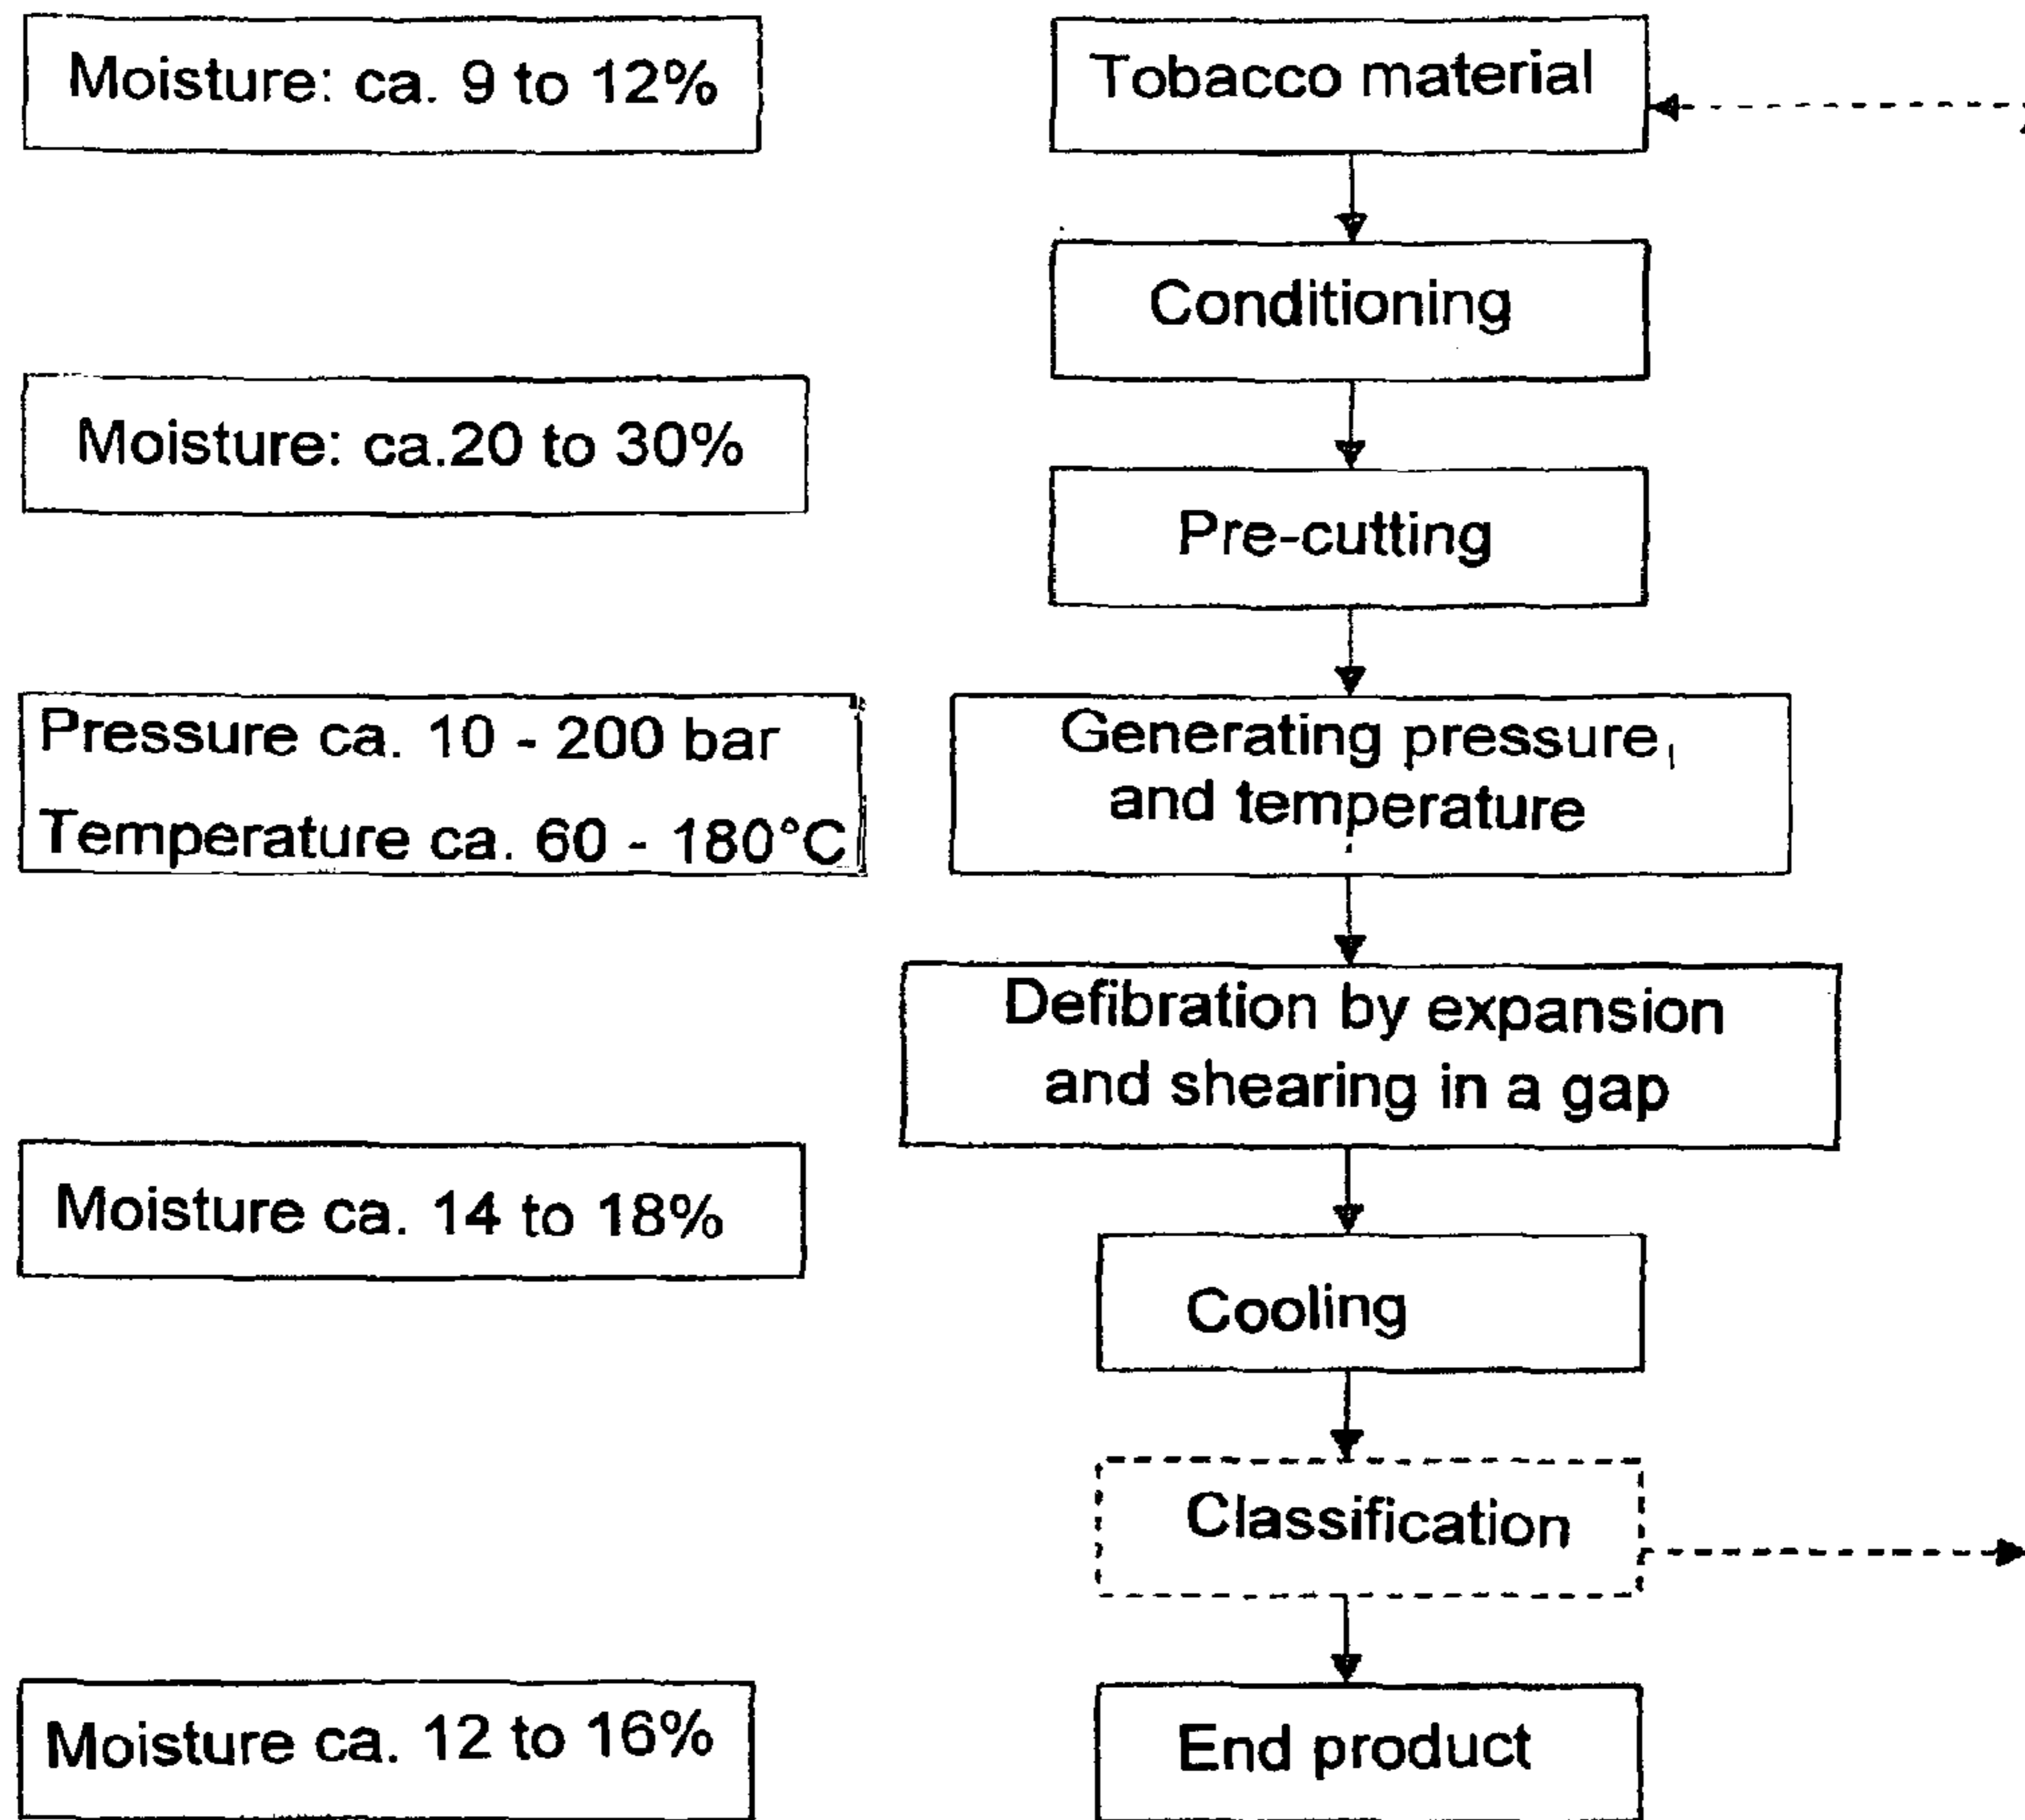 Moisture: ca. 9 to 12%
Tobacco material
Conditioning
Moisture: ca.20 to 30%
Pre-cutting
Pressure ca. 10 - 200 bar
Temperature ca. 60 - 180°C
Generating pressure,
and temperature
Defibration by expansion
and shearing in a gap
Moisture ca. 14 to 18%
Cooling
Classification
Moisture ca. 12 to 16%
End product